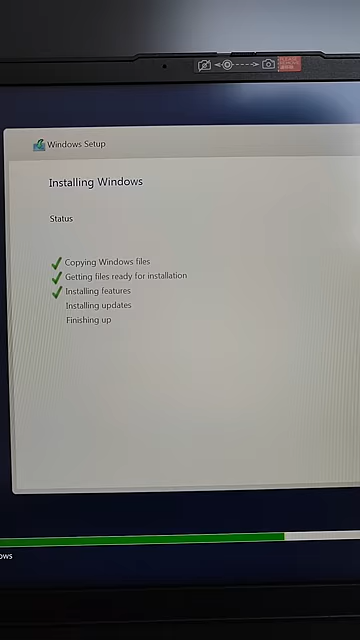 Windows Setup
Installing Windows
Status
Copying Windows files
Getting files ready for installation
Installing features
Installing updates
Finishing up
ows